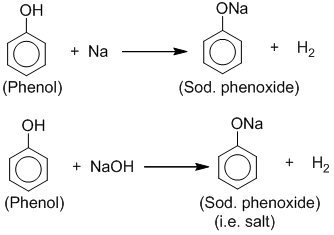 OH ONa
+ Na + H₂
(Phenol) (Sod. phenoxide)
OH ONa
+ NaOH + H₂
(Phenol) (Sod. phenoxide)
(i.e. salt)